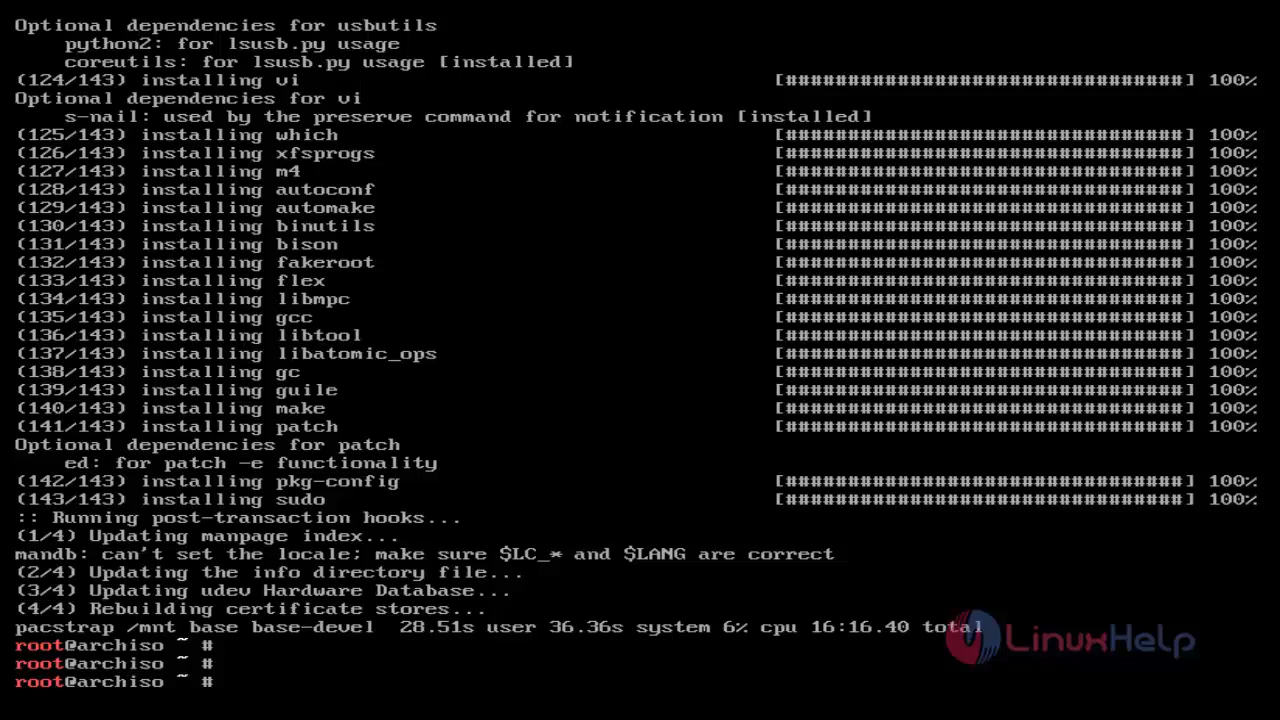 Optional dependencies for usbutils
    python2: for lsusb.py usage
    coreutils: for lsusb.py usage [installed]
(124/143) installing vi [################################] 100%
Optional dependencies for vi
    s-nail: used by the preserve command for notification [installed]
(125/143) installing which [################################] 100%
(126/143) installing xfsprogs [################################] 100%
(127/143) installing m4 [################################] 100%
(128/143) installing autoconf [################################] 100%
(129/143) installing automake [################################] 100%
(130/143) installing binutils [################################] 100%
(131/143) installing bison [################################] 100%
(132/143) installing fakeroot [################################] 100%
(133/143) installing flex [################################] 100%
(134/143) installing libmpc [################################] 100%
(135/143) installing gcc [################################] 100%
(136/143) installing libtool [################################] 100%
(137/143) installing libatomic_ops [################################] 100%
(138/143) installing gc [################################] 100%
(139/143) installing guile [################################] 100%
(140/143) installing make [################################] 100%
(141/143) installing patch [################################] 100%
Optional dependencies for patch
    ed: for patch -e functionality
(142/143) installing pkg-config [################################] 100%
(143/143) installing sudo [################################] 100%
:: Running post-transaction hooks...
(1/4) Updating manpage index...
mandb: can't set the locale; make sure $LC_* and $LANG are correct
(2/4) Updating the info directory file...
(3/4) Updating udev Hardware Database...
(4/4) Rebuilding certificate stores...
pacstrap /mnt base base-devel  28.51s user 36.36s system 6% cpu 16:16.40 total
root@archiso ~ #
root@archiso ~ #
root@archiso ~ #
LinuxHelp